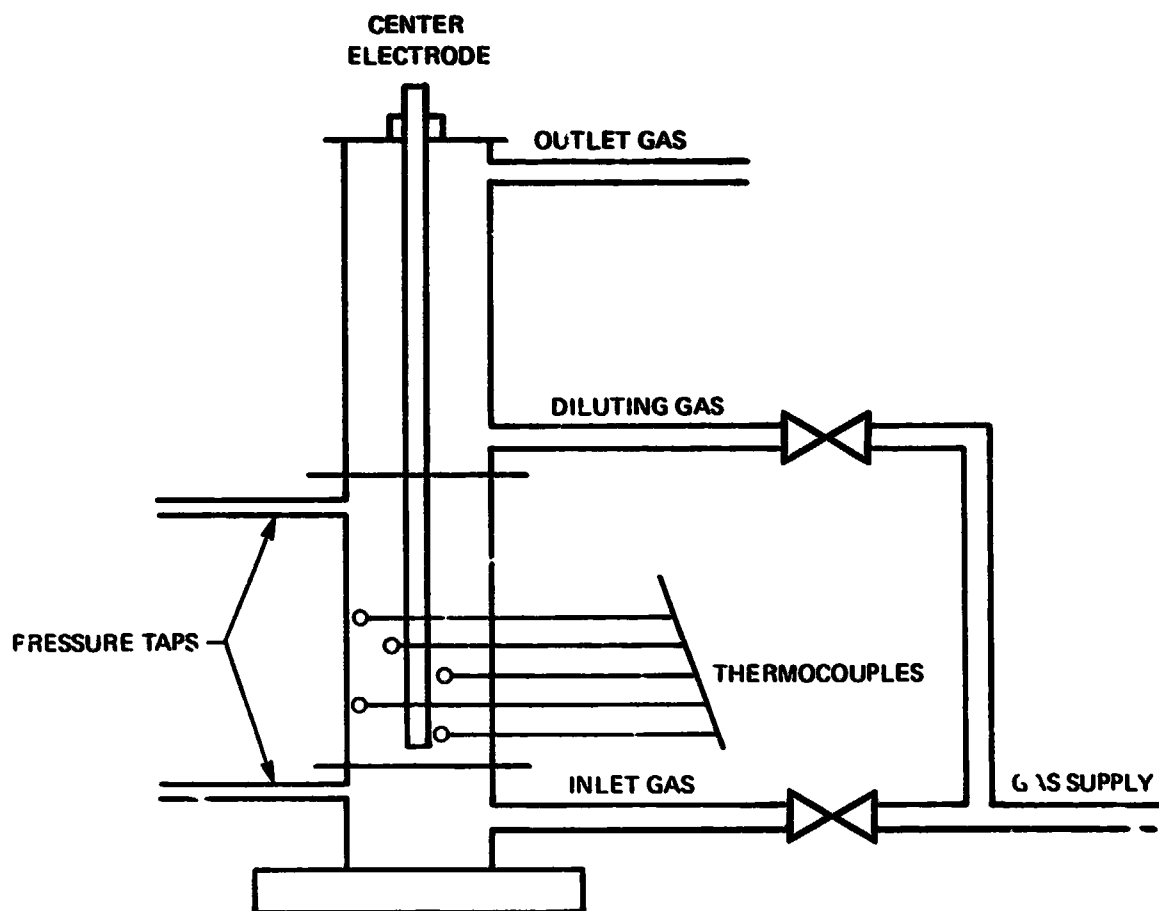 CENTER
ELECTRODE
OUTLET GAS
DILUTING GAS
PRESSURE TAPS
THERMOCOUPLES
INLET GAS
GAS SUPPLY